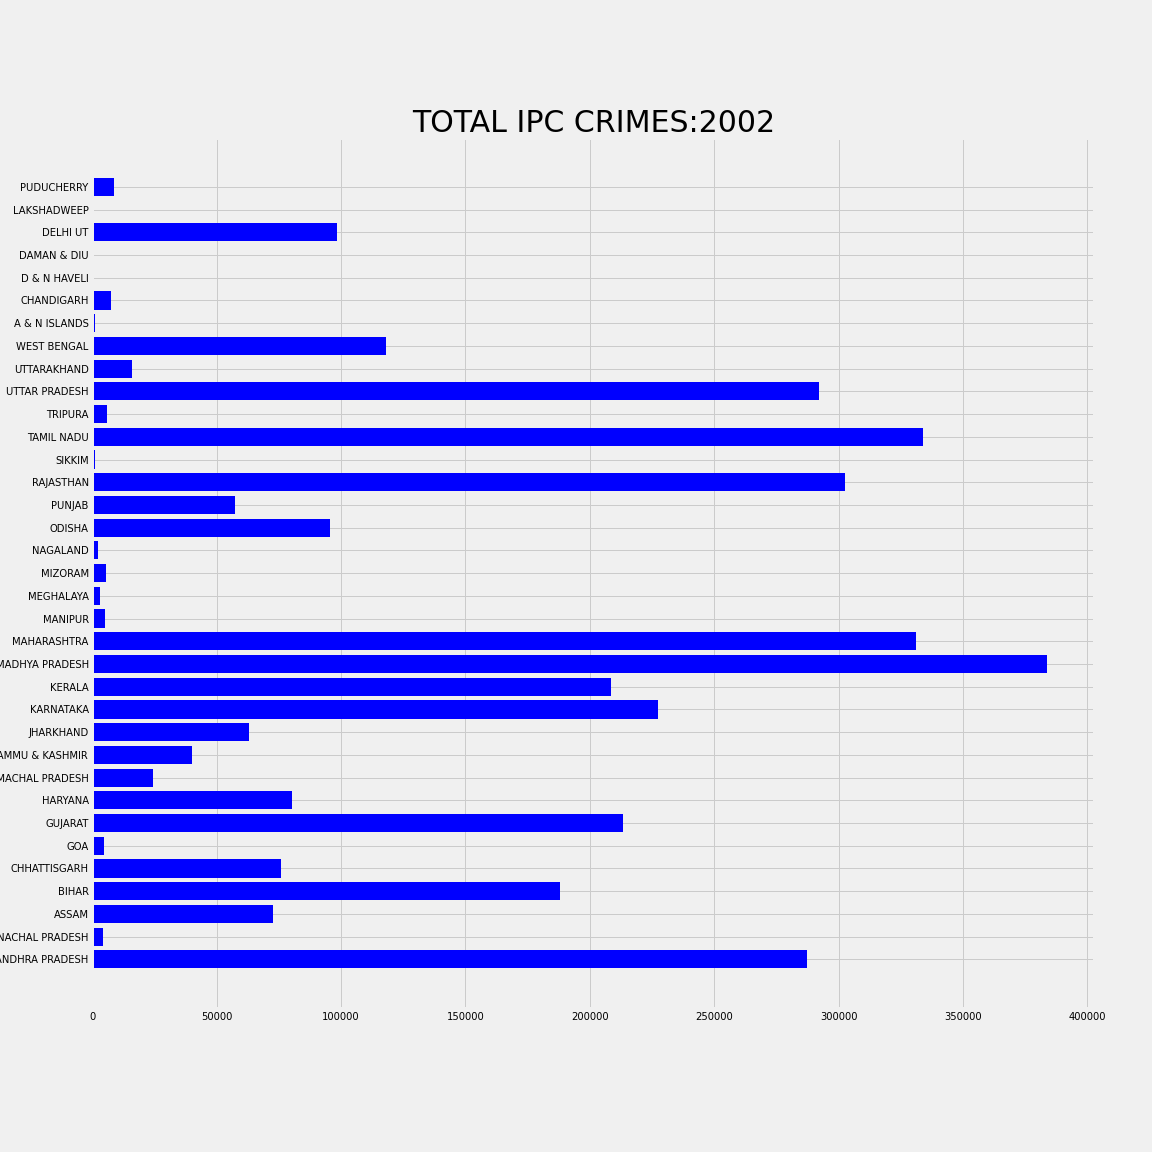 TOTAL IPC CRIMES:2002
PUDUCHERRY
LAKSHADWEEP
DELHI UT
DAMAN & DIU
D & N HAVELI
CHANDIGARH
A & N ISLANDS
WEST BENGAL
UTTARAKHAND
UTTAR PRADESH
TRIPURA
TAMIL NADU
SIKKIM
RAJASTHAN
PUNJAB
ODISHA
NAGALAND
MIZORAM
MEGHALAYA
MANIPUR
MAHARASHTRA
MADHYA PRADESH
KERALA
KARNATAKA
JHARKHAND
AMMU & KASHMIR
MACHAL PRADESH
HARYANA
GUJARAT
GOA
CHHATTISGARH
BIHAR
ASSAM
NACHAL PRADESH
ANDHRA PRADESH
0 50000 100000 150000 200000 250000 300000 350000 400000